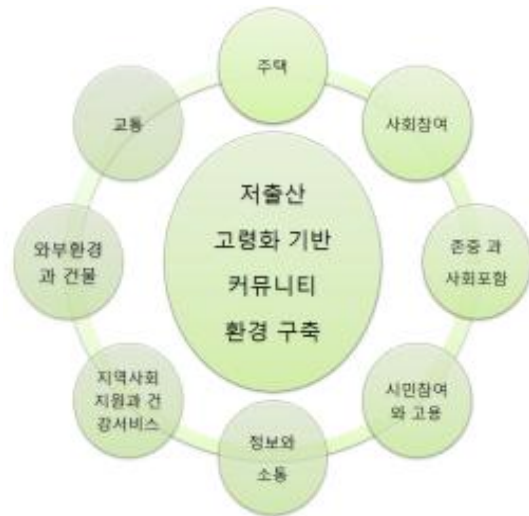 주택
사회참여
존중 과
사회포함
시민참여
와 고용
정보와
소통
지역사회
지원과 건
강서비스
와부환경
과 건물
교통
저출산
고령화 기반
커뮤니티
환경 구축